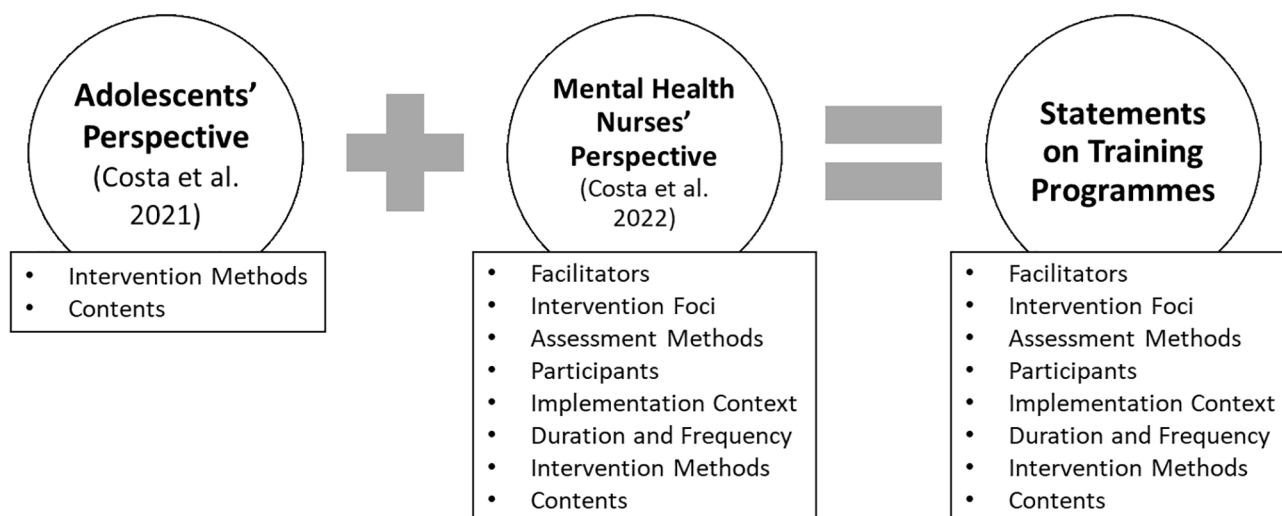 Adolescents'
Perspective
(Costa et al.
2021)
• Intervention Methods
• Contents
Mental Health
Nurses'
Perspective
(Costa et al.
2022)
• Facilitators
• Intervention Foci
• Assessment Methods
• Participants
• Implementation Context
• Duration and Frequency
• Intervention Methods
• Contents
Statements
on Training
Programmes
• Facilitators
• Intervention Foci
• Assessment Methods
• Participants
• Implementation Context
• Duration and Frequency
• Intervention Methods
• Contents